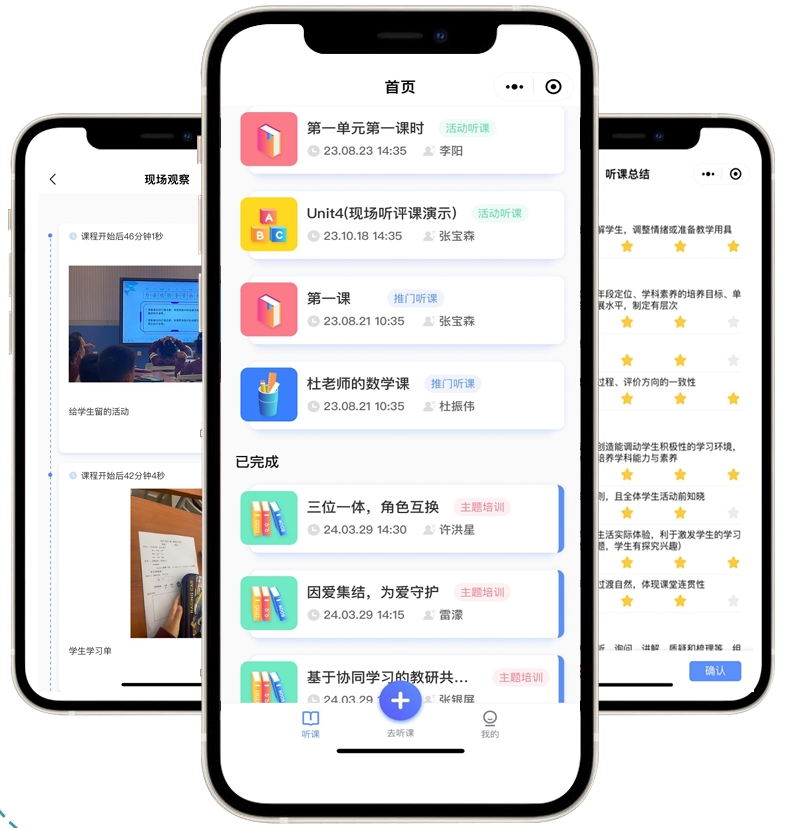 现场观察
课程开始后46分钟1秒
给学生留的活动
课程开始后42分钟4秒
学生学习单
首页
第一单元第一课时 活动听课
23.08.23 14:35 李阳
Unit4(现场听评课演示) 活动听课
23.10.18 14:35 张宝森
第一课 推门听课
23.08.21 10:35 张宝森
杜老师的数学课 推门听课
23.08.21 10:35 杜振伟
已完成
三位一体，角色互换 主题培训
24.03.29 14:30 许洪星
因爱集结，为爱守护 主题培训
24.03.29 14:15 雷濛
基于协同学习的教研共... 主题培训
24.03.29 1 张银屏
听课
去听课
我的
听课总结
解学生，调整情绪或准备教学用具
年段定位、学科素养的培养目标、单
展水平，制定有层次
过程、评价方向的一致性
创造能调动学生积极性的学习环境，
培养学科能力与素养
则，且全体学生活动前知晓
生活实际体验，利于激发学生的学习
题，学生有探究兴趣)
过渡自然，体现课堂连贯性
听、询问、讲解、质疑和梳理等，组
确认